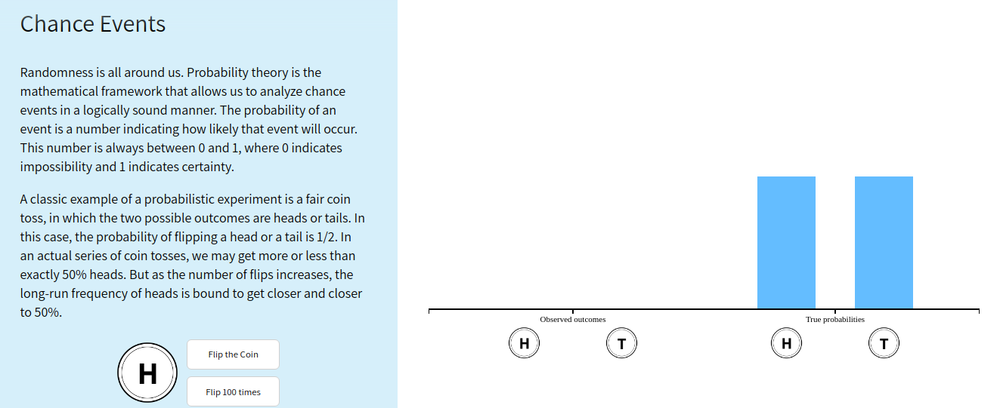 Chance Events
Randomness is all around us. Probability theory is the
mathematical framework that allows us to analyze chance
events in a logically sound manner. The probability of an
event is a number indicating how likely that event will occur.
This number is always between 0 and 1, where 0 indicates
impossibility and 1 indicates certainty.
A classic example of a probabilistic experiment is a fair coin
toss, in which the two possible outcomes are heads or tails. In
this case, the probability of flipping a head or a tail is 1/2. In
an actual series of coin tosses, we may get more or less than
exactly 50% heads. But as the number of flips increases, the
long-run frequency of heads is bound to get closer and closer
to 50%.
H
Flip the Coin
Flip 100 times
Observed outcomes
H T
True probabilities
H T